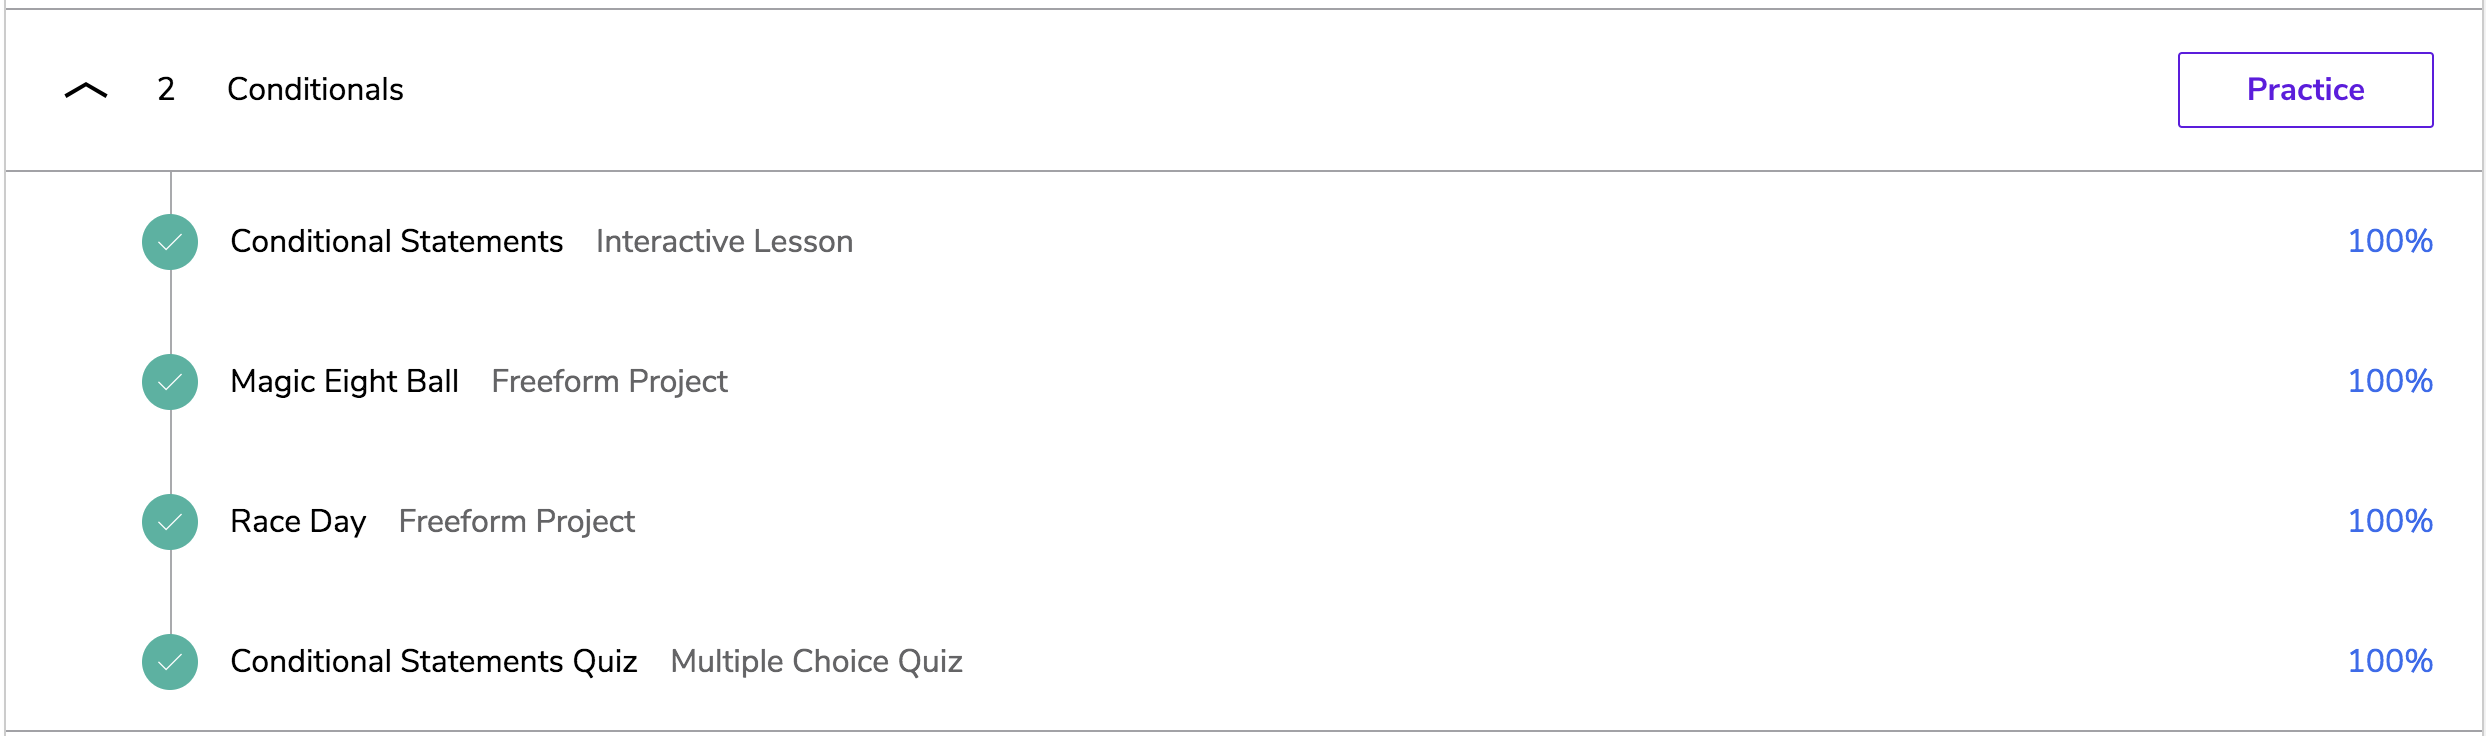 2 Conditionals Practice
Conditional Statements Interactive Lesson 100%
Magic Eight Ball Freeform Project 100%
Race Day Freeform Project 100%
Conditional Statements Quiz Multiple Choice Quiz 100%